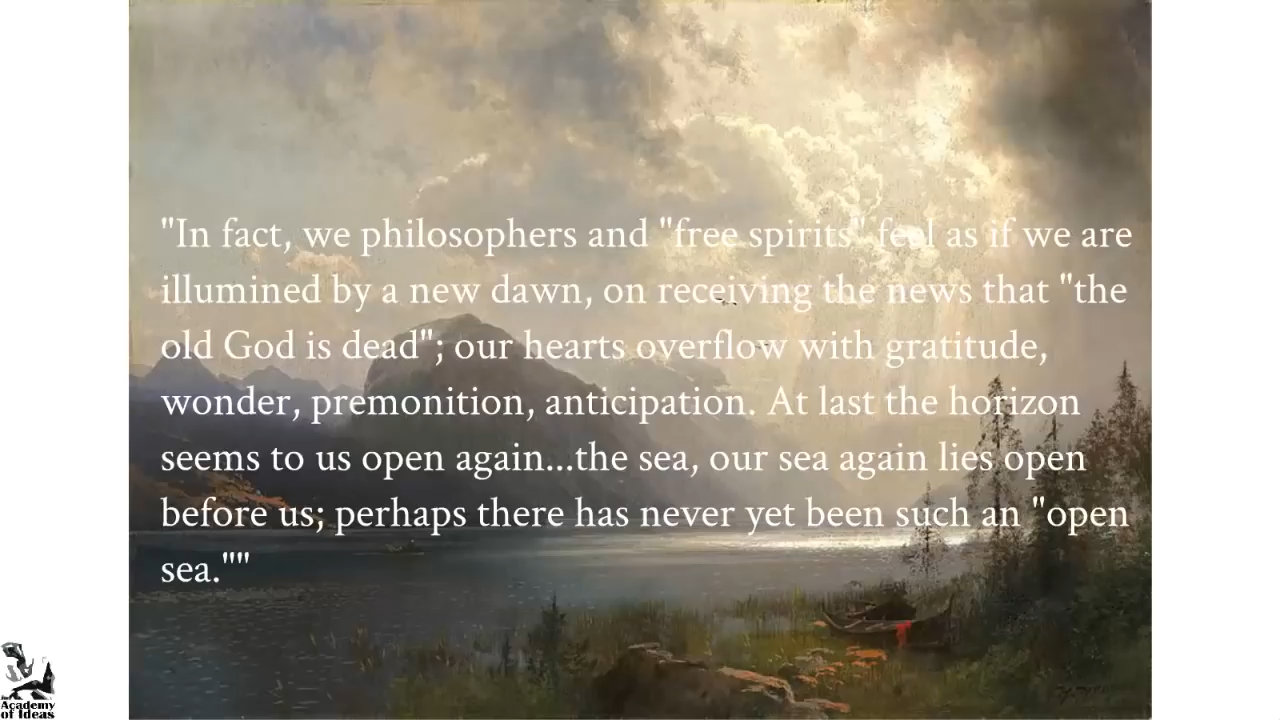 "In fact, we philosophers and "free spirits" feel as if we are
illumined by a new dawn, on receiving the news that "the
old God is dead"; our hearts overflow with gratitude,
wonder, premonition, anticipation. At last the horizon
seems to us open again...the sea, our sea again lies open
before us; perhaps there has never yet been such an "open
sea.""
Academy
of Ideas